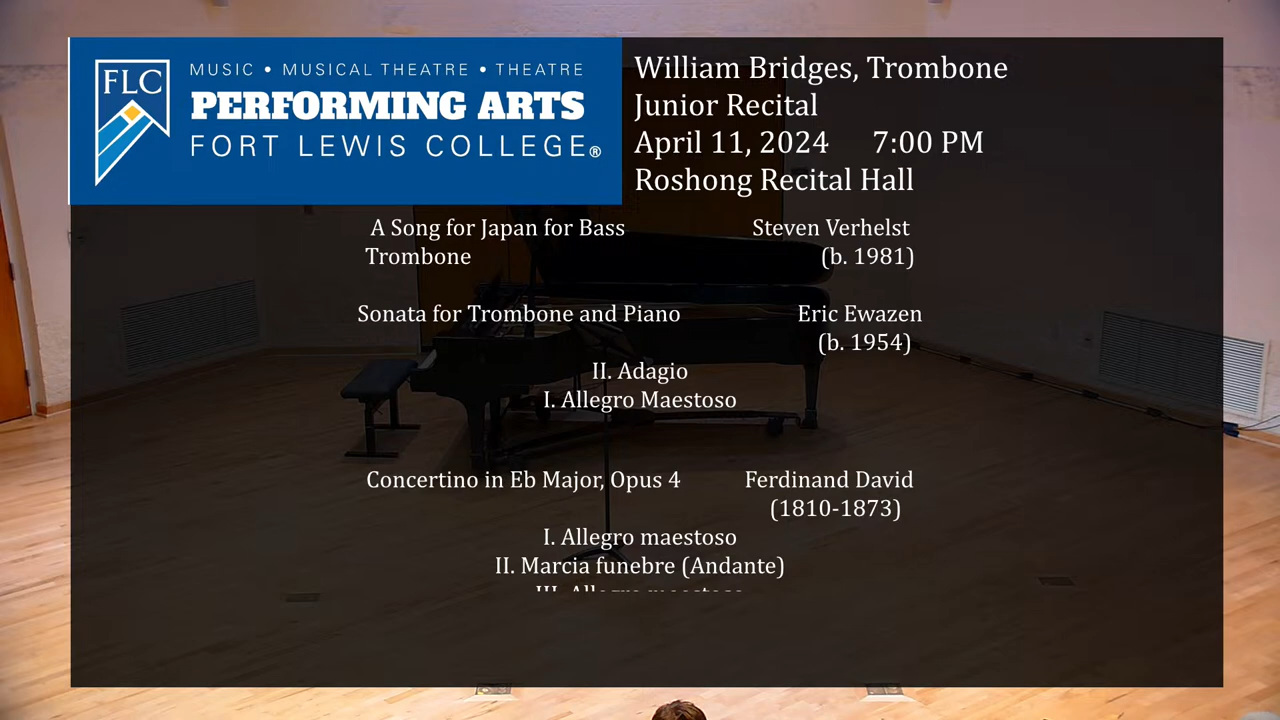 FLC
MUSIC • MUSICAL THEATRE • THEATRE
PERFORMING ARTS
FORT LEWIS COLLEGE®
William Bridges, Trombone
Junior Recital
April 11, 2024 7:00 PM
Roshong Recital Hall
A Song for Japan for Bass Steven Verhelst
Trombone (b. 1981)
Sonata for Trombone and Piano Eric Ewazen
(b. 1954)
II. Adagio
I. Allegro Maestoso
Concertino in Eb Major, Opus 4 Ferdinand David
(1810-1873)
I. Allegro maestoso
II. Marcia funebre (Andante)
III. Allegro maestoso